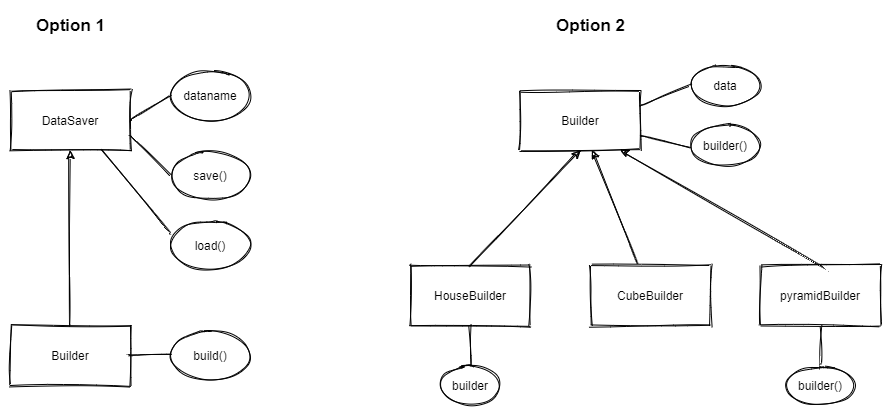 Option 1
dataname
DataSaver
save()
load()
Builder
build()
Option 2
data
Builder
builder()
HouseBuilder
CubeBuilder
pyramidBuilder
builder
builder()